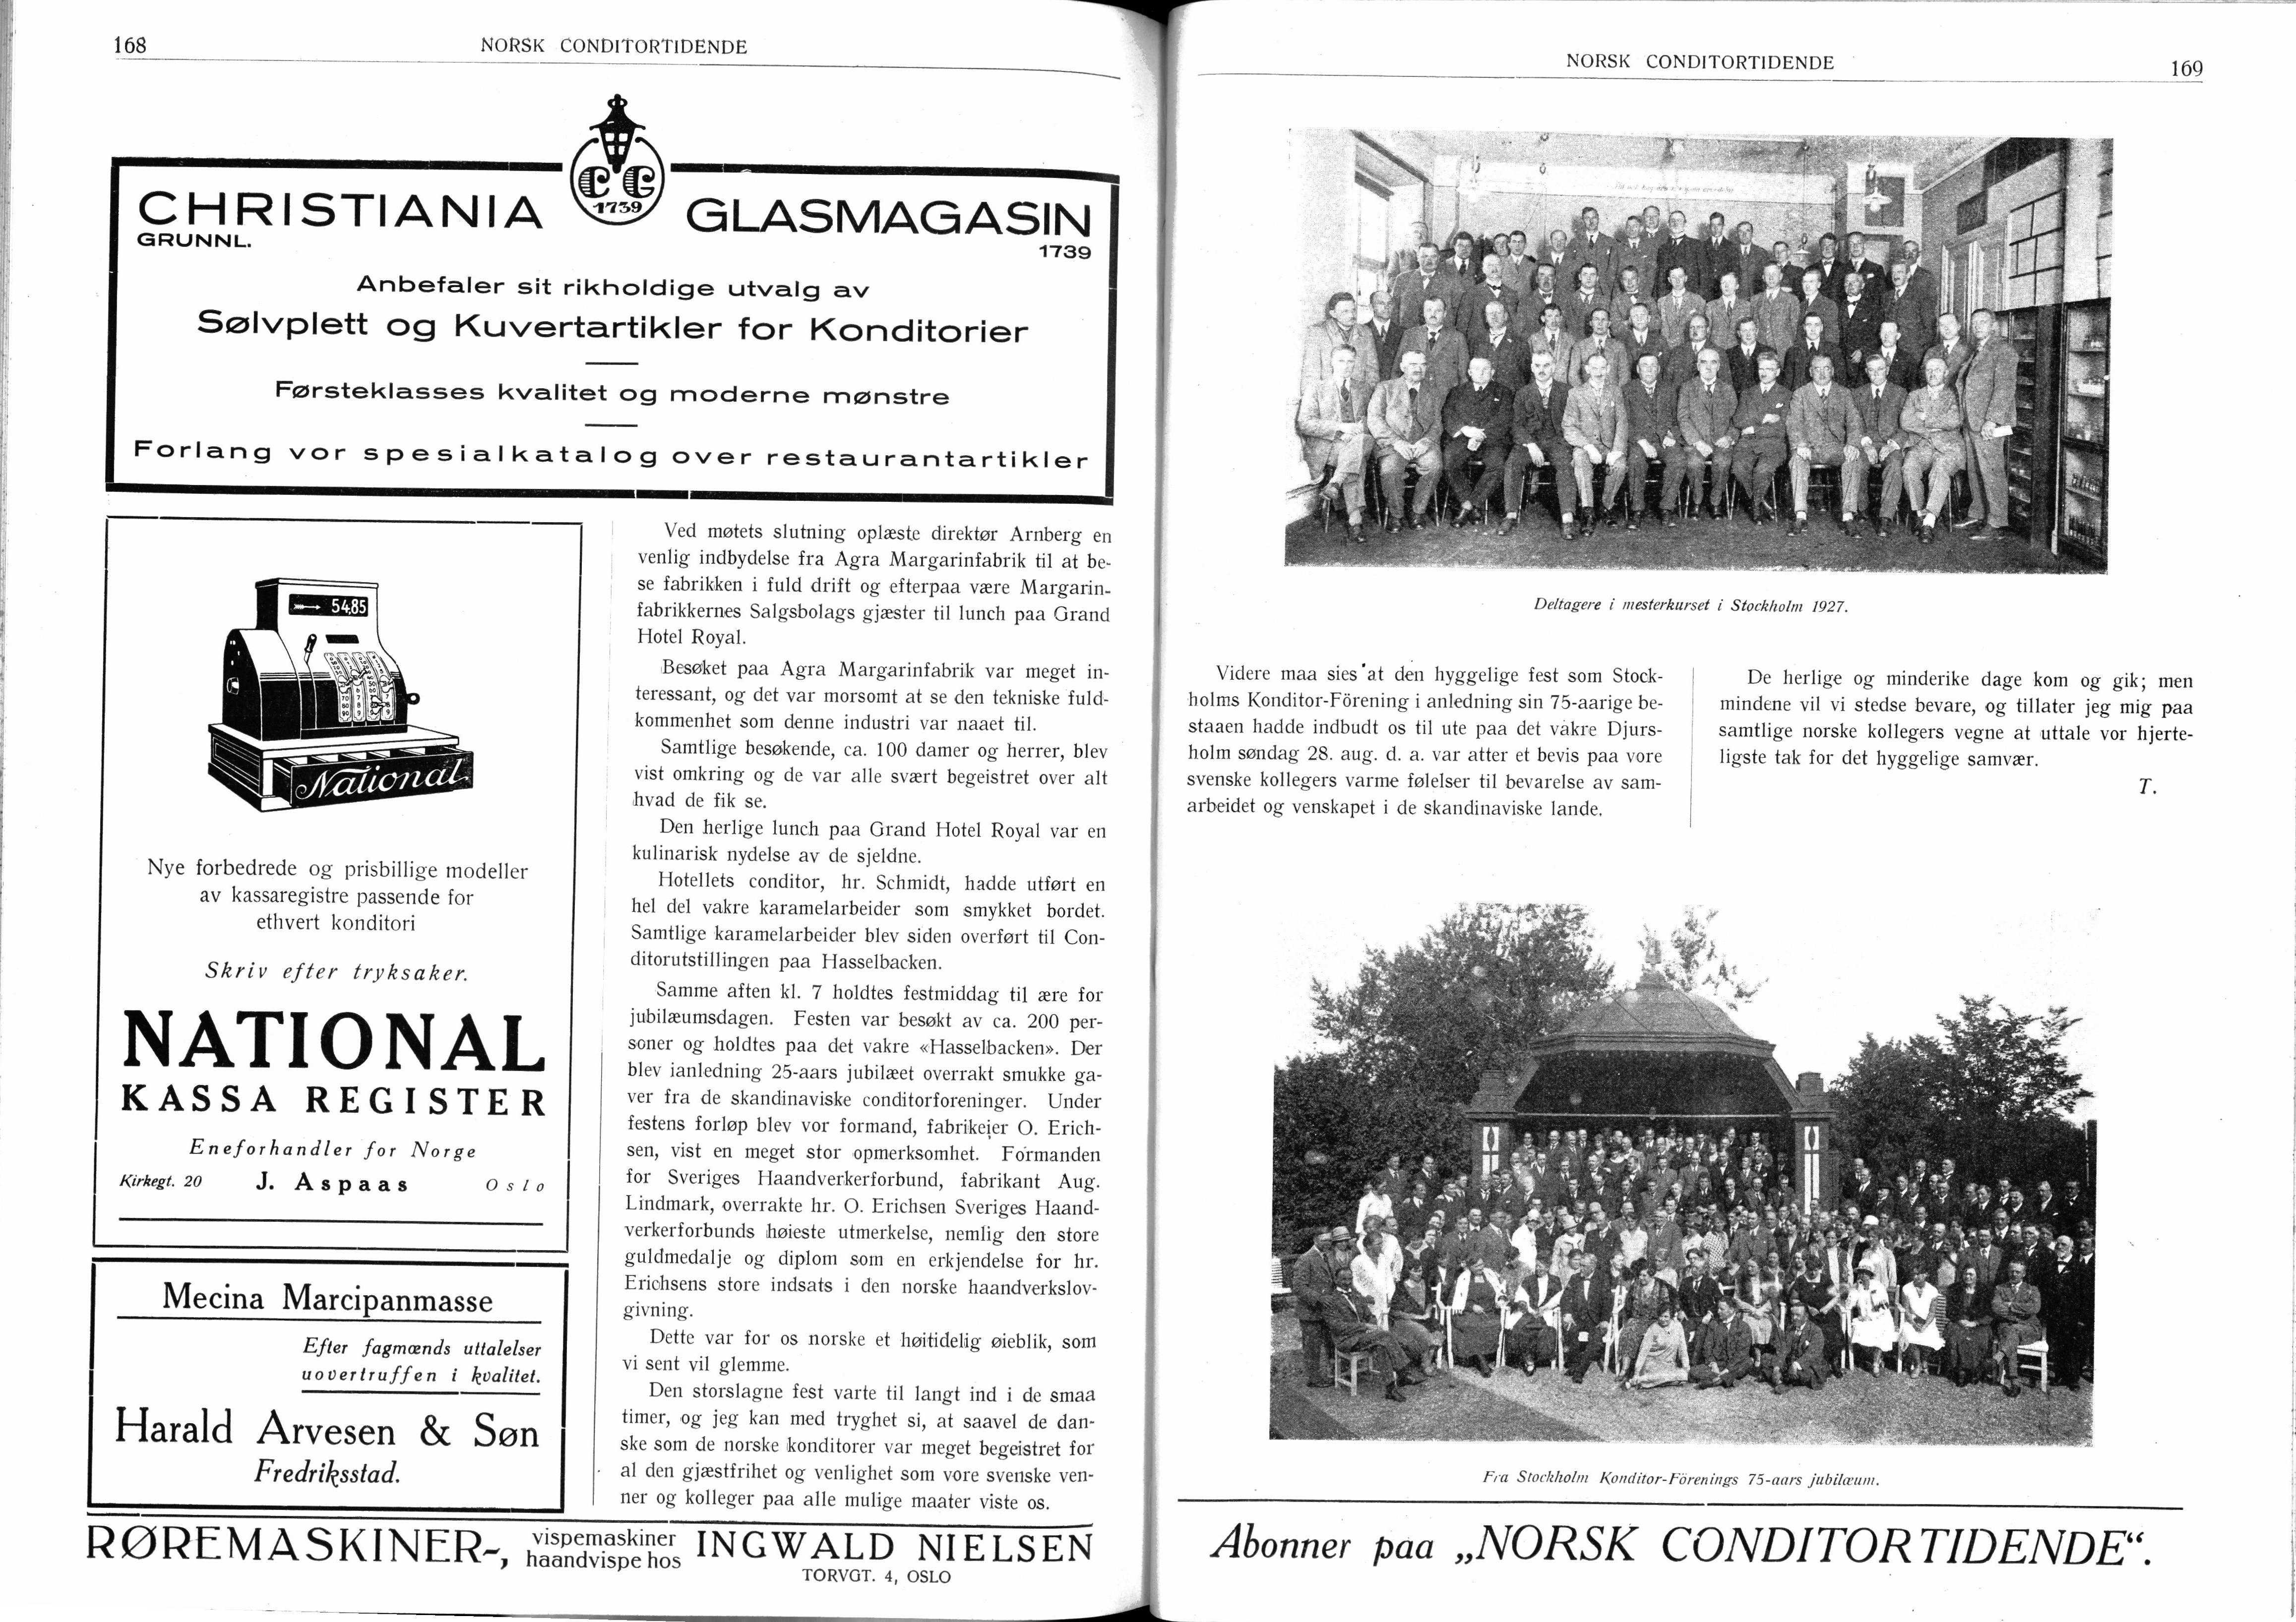 168
NORSK CONDITORTIDENDE
CG
1739
CHRISTIANIA GLASMAGASIN
GRUNNL. 1739
Anbefaler sit rikholdige utvalg av
Sølvplett og Kuvertartikler for Konditorier
Førsteklasses kvalitet og moderne mønstre
Forlang vor spesialkatalog over restaurantartikler
54,85
National
Nye forbedrede og prisbillige modeller
av kassaregistre passende for
ethvert konditori
Skriv efter tryksaker.
NATIONAL
KASSA REGISTER
Eneforhandler for Norge
Kirkegt. 20 J. Aspaas Oslo
Mecina Marcipanmasse
Efter fagmænds uttalelser
uovertruffen i kvalitet.
Harald Arvesen & Søn
Fredriksstad.
Ved møtets slutning oplæste direktør Arnberg en
venlig indbydelse fra Agra Margarinfabrik til at be-
se fabrikken i fuld drift og efterpaa være Margarin-
fabrikkernes Salgsbolags gjæster til lunch paa Grand
Hotel Royal.
Besøket paa Agra Margarinfabrik var meget in-
teressant, og det var morsomt at se den tekniske fuld-
kommenhet som denne industri var naaet til.
Samtlige besøkende, ca. 100 damer og herrer, blev
vist omkring og de var alle svært begeistret over alt
hvad de fik se.
Den herlige lunch paa Grand Hotel Royal var en
kulinarisk nydelse av de sjeldne.
Hotellets conditor, hr. Schmidt, hadde utført en
hel del vakre karamelarbeider som smykket bordet.
Samtlige karamelarbeider blev siden overført til Con-
ditorutstillingen paa Hasselbacken.
Samme aften kl. 7 holdtes festmiddag til ære for
jubilæumsdagen. Festen var besøkt av ca. 200 per-
soner og holdtes paa det vakre «Hasselbacken». Der
blev ianledning 25-aars jubilæet overrakt smukke ga-
ver fra de skandinaviske conditorforeninger. Under
festens forløp blev vor formand, fabrikeier O. Erich-
sen, vist en meget stor opmerksomhet. Formanden
for Sveriges Haandverkerforbund, fabrikant Aug.
Lindmark, overrakte hr. O. Erichsen Sveriges Haand-
verkerforbunds høieste utmerkelse, nemlig den store
guldmedalje og diplom som en erkjendelse for hr.
Erichsens store indsats i den norske haandverkslov-
givning.
Dette var for os norske et høitidelig øieblik, som
vi sent vil glemme.
Den storslagne fest varte til langt ind i de smaa
timer, og jeg kan med tryghet si, at saavel de dan-
ske som de norske konditorer var meget begeistret for
al den gjæstfrihet og venlighet som vore svenske ven-
ner og kolleger paa alle mulige maater viste os.
RØREMASKINER-, vispemaskiner haandvispe hos INGWALD NIELSEN
TORVGT. 4, OSLO
NORSK CONDITORTIDENDE
169
Deltagere i mesterkurset i Stockholm 1927.
Videre maa sies at den hyggelige fest som Stock-
holms Konditor-Förening i anledning sin 75-aarige be-
staaen hadde indbudt os til ute paa det vakre Djurs-
holm søndag 28. aug. d. a. var atter et bevis paa vore
svenske kollegers varme følelser til bevarelse av sam-
arbeidet og venskapet i de skandinaviske lande.
De herlige og minderike dage kom og gik; men
mindene vil vi stedse bevare, og tillater jeg mig paa
samtlige norske kollegers vegne at uttale vor hjerte-
ligste tak for det hyggelige samvær.
T.
Fra Stockholm Konditor-Förenings 75-aars jubilæum.
Abonner paa „NORSK CONDITORTIDENDE“.